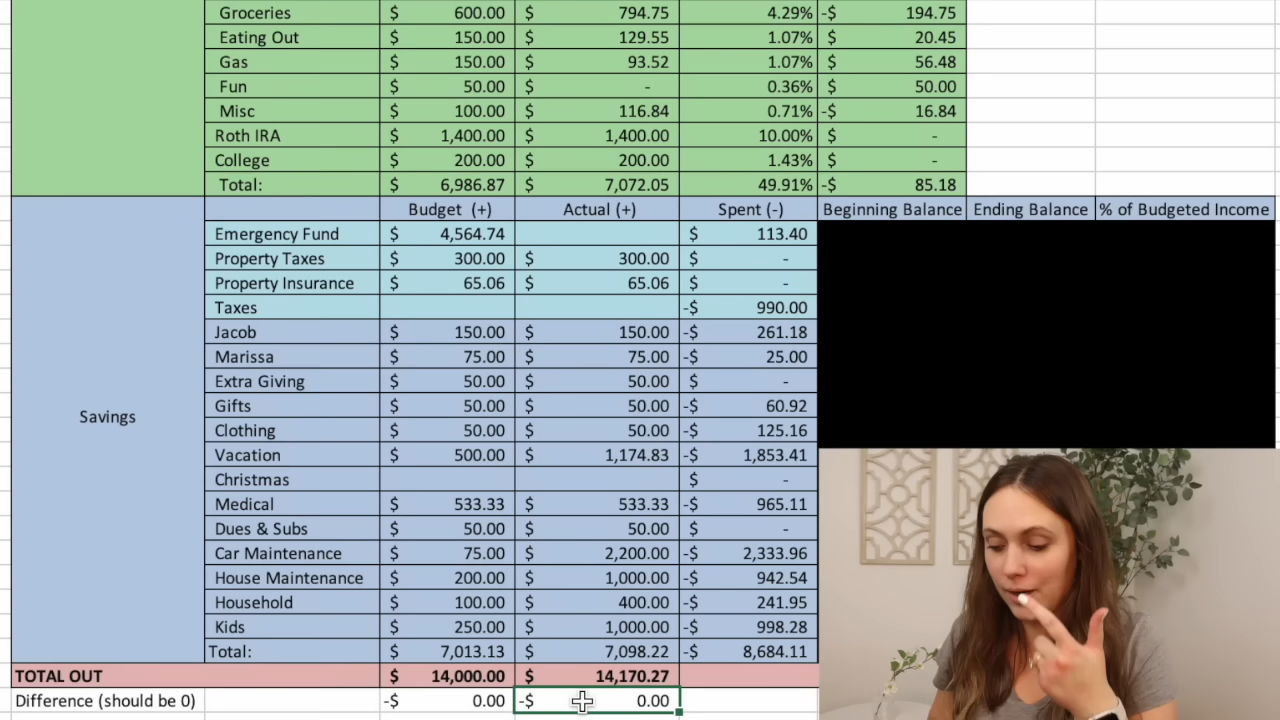 Groceries $ 600.00 $ 794.75 4.29% -$ 194.75
Eating Out $ 150.00 $ 129.55 1.07% $ 20.45
Gas $ 150.00 $ 93.52 1.07% $ 56.48
Fun $ 50.00 $ - 0.36% $ 50.00
Misc $ 100.00 $ 116.84 0.71% -$ 16.84
Roth IRA $ 1,400.00 $ 1,400.00 10.00% $ -
College $ 200.00 $ 200.00 1.43% $ -
Total: $ 6,986.87 $ 7,072.05 49.91% -$ 85.18
Budget (+) Actual (+) Spent (-) Beginning Balance Ending Balance % of Budgeted Income
Emergency Fund $ 4,564.74 $ 113.40
Property Taxes $ 300.00 $ 300.00 $ -
Property Insurance $ 65.06 $ 65.06 $ -
Taxes -$ 990.00
Jacob $ 150.00 $ 150.00 -$ 261.18
Marissa $ 75.00 $ 75.00 -$ 25.00
Extra Giving $ 50.00 $ 50.00 $ -
Savings Gifts $ 50.00 $ 50.00 -$ 60.92
Clothing $ 50.00 $ 50.00 -$ 125.16
Vacation $ 500.00 $ 1,174.83 -$ 1,853.41
Christmas $ -
Medical $ 533.33 $ 533.33 -$ 965.11
Dues & Subs $ 50.00 $ 50.00 $ -
Car Maintenance $ 75.00 $ 2,200.00 -$ 2,333.96
House Maintenance $ 200.00 $ 1,000.00 -$ 942.54
Household $ 100.00 $ 400.00 -$ 241.95
Kids $ 250.00 $ 1,000.00 -$ 998.28
Total: $ 7,013.13 $ 7,098.22 -$ 8,684.11
TOTAL OUT $ 14,000.00 $ 14,170.27
Difference (should be 0) -$ 0.00 -$ 0.00